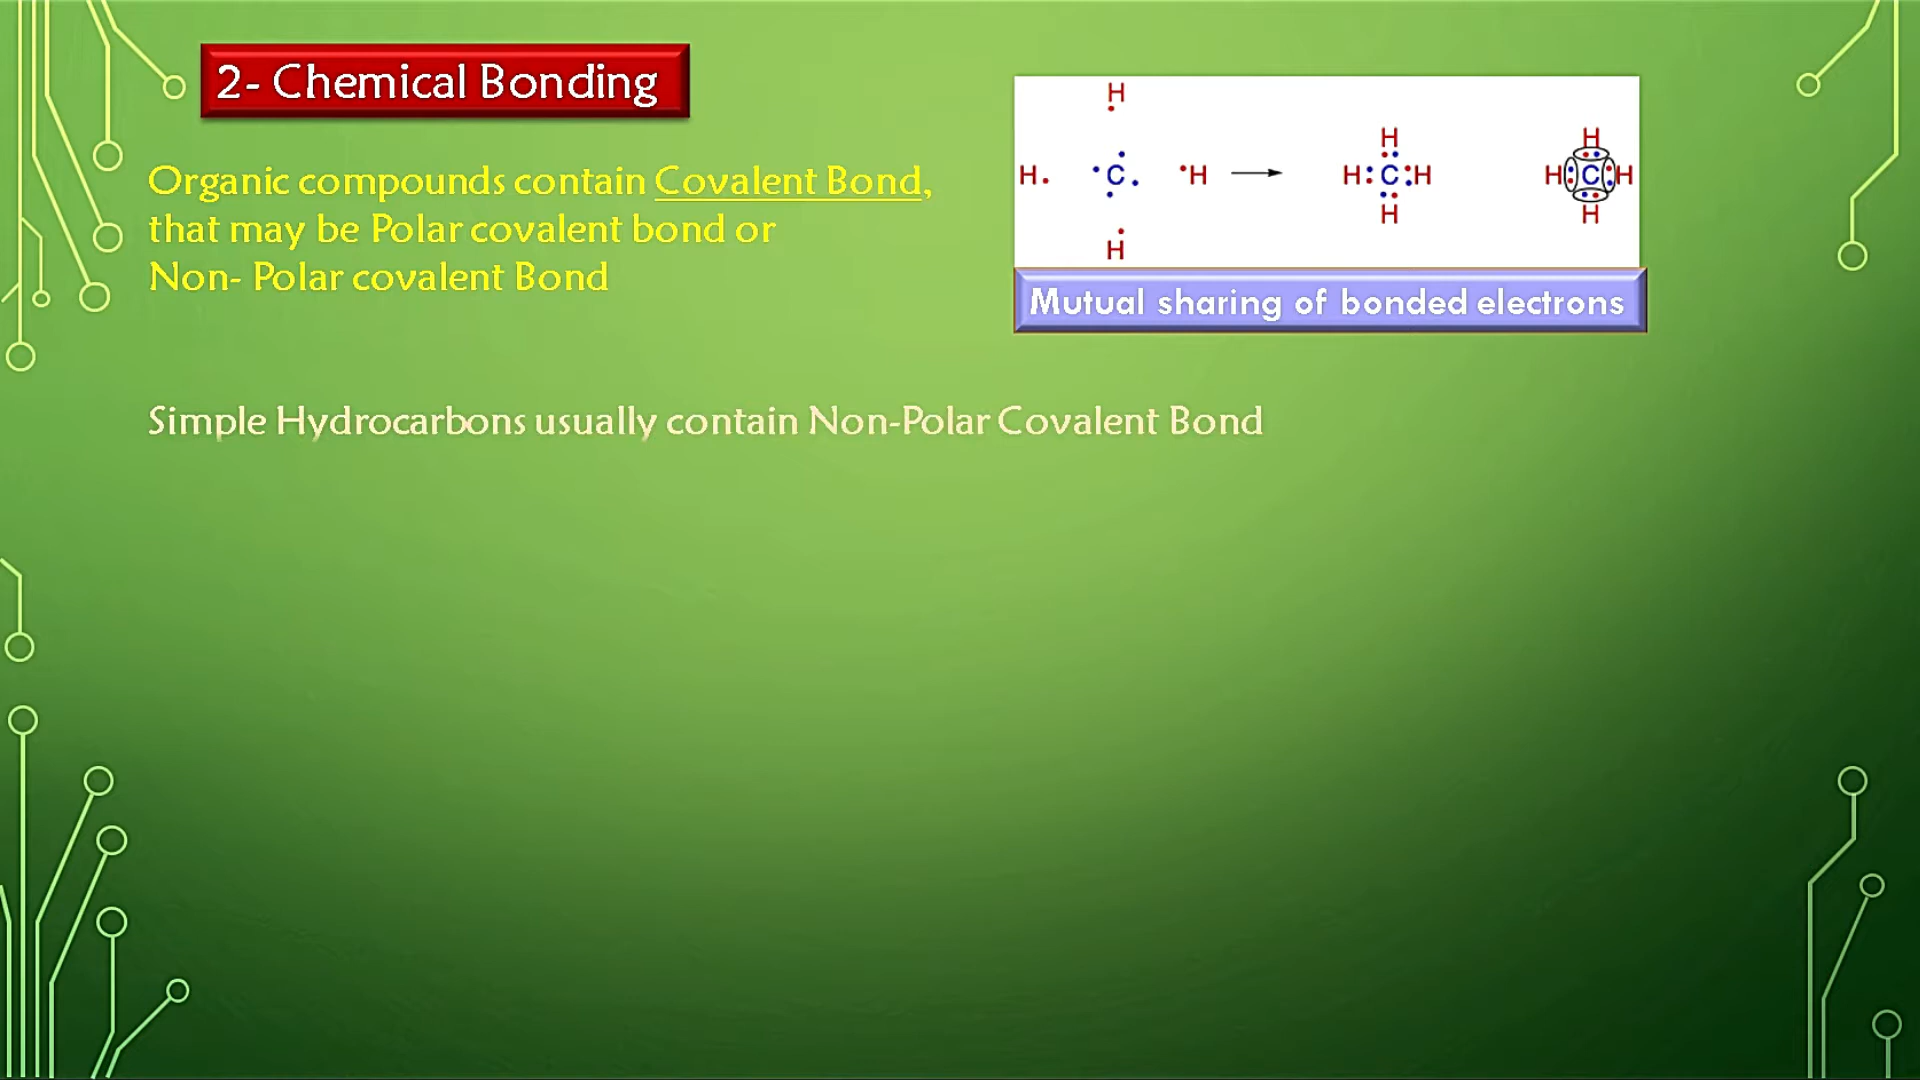 2- Chemical Bonding
Organic compounds contain Covalent Bond,
that may be Polar covalent bond or
Non- Polar covalent Bond
H
H. ·C. ·H → H:C:H H:C:H
H
H H
H H
Mutual sharing of bonded electrons
Simple Hydrocarbons usually contain Non-Polar Covalent Bond